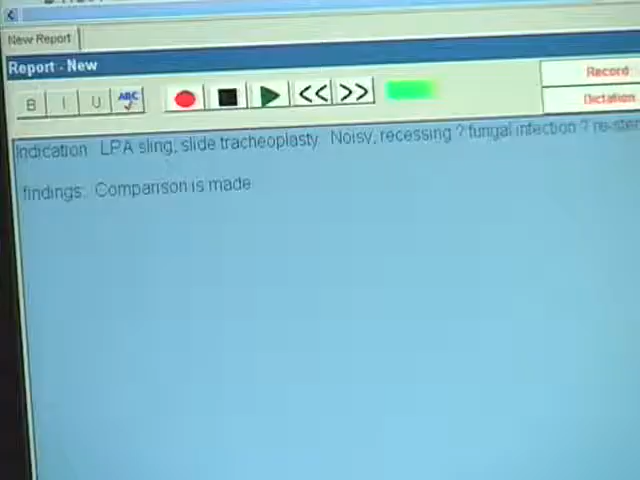 New Report
Report - New
B I U ABC << >>
Record
Dictation
Indication LPA sling, slide tracheoplasty Noisy, recessing ? fungal infection ?
findings: Comparison is made